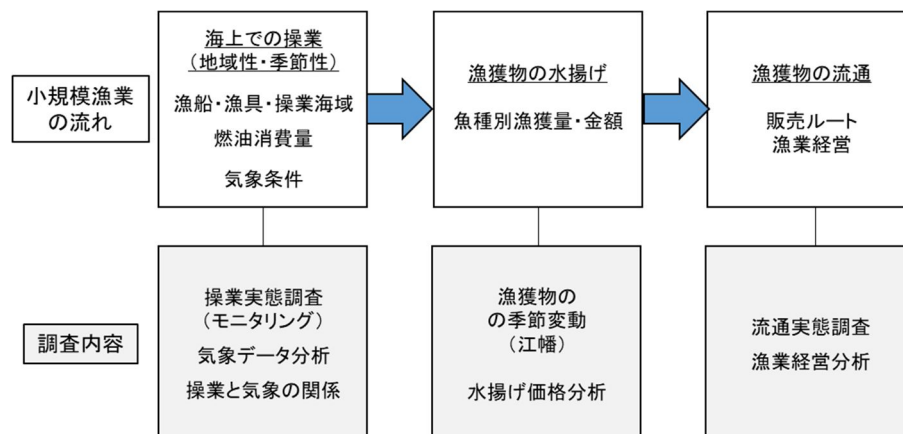 小規模漁業
の流れ
海上での操業
（地域性・季節性）
漁船・漁具・操業海域
燃油消費量
気象条件
漁獲物の水揚げ
魚種別漁獲量・金額
漁獲物の流通
販売ルート
漁業経営
調査内容
操業実態調査
（モニタリング）
気象データ分析
操業と気象の関係
漁獲物の
の季節変動
（江幡）
水揚げ価格分析
流通実態調査
漁業経営分析